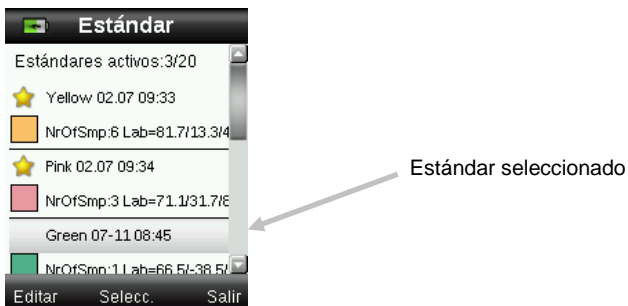 Estándar
Estándares activos:3/20
Yellow 02.07 09:33
NrOfSmp:6 Lab=81.7/13.3/4
Pink 02.07 09:34
NrOfSmp:3 Lab=71.1/31.7/8
Estándar seleccionado
Green 07-11 08:45
NrOfSmp:1 Lab=66.5/-38.5/
Editar Selecc. Salir